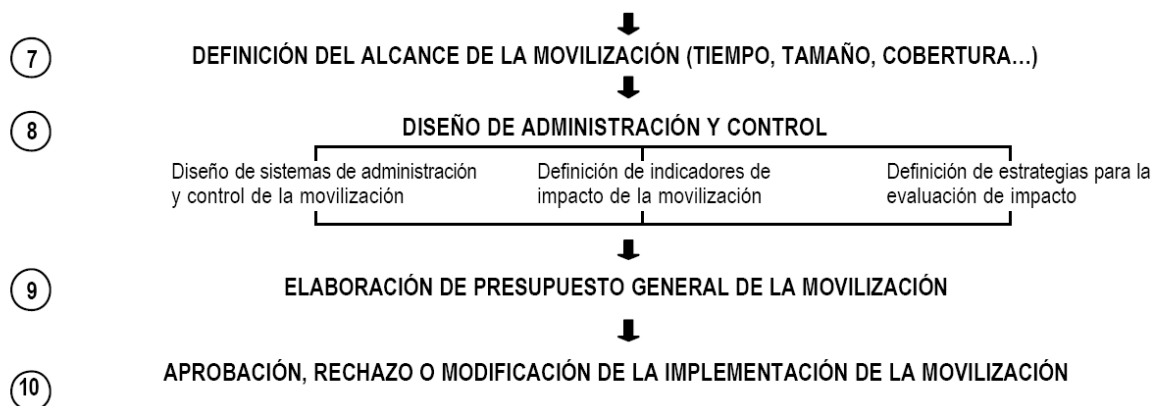 7
DEFINICIÓN DEL ALCANCE DE LA MOVILIZACIÓN (TIEMPO, TAMAÑO, COBERTURA...)
8
DISEÑO DE ADMINISTRACIÓN Y CONTROL
Diseño de sistemas de administración
y control de la movilización
Definición de indicadores de
impacto de la movilización
Definición de estrategias para la
evaluación de impacto
9
ELABORACIÓN DE PRESUPUESTO GENERAL DE LA MOVILIZACIÓN
10
APROBACIÓN, RECHAZO O MODIFICACIÓN DE LA IMPLEMENTACIÓN DE LA MOVILIZACIÓN